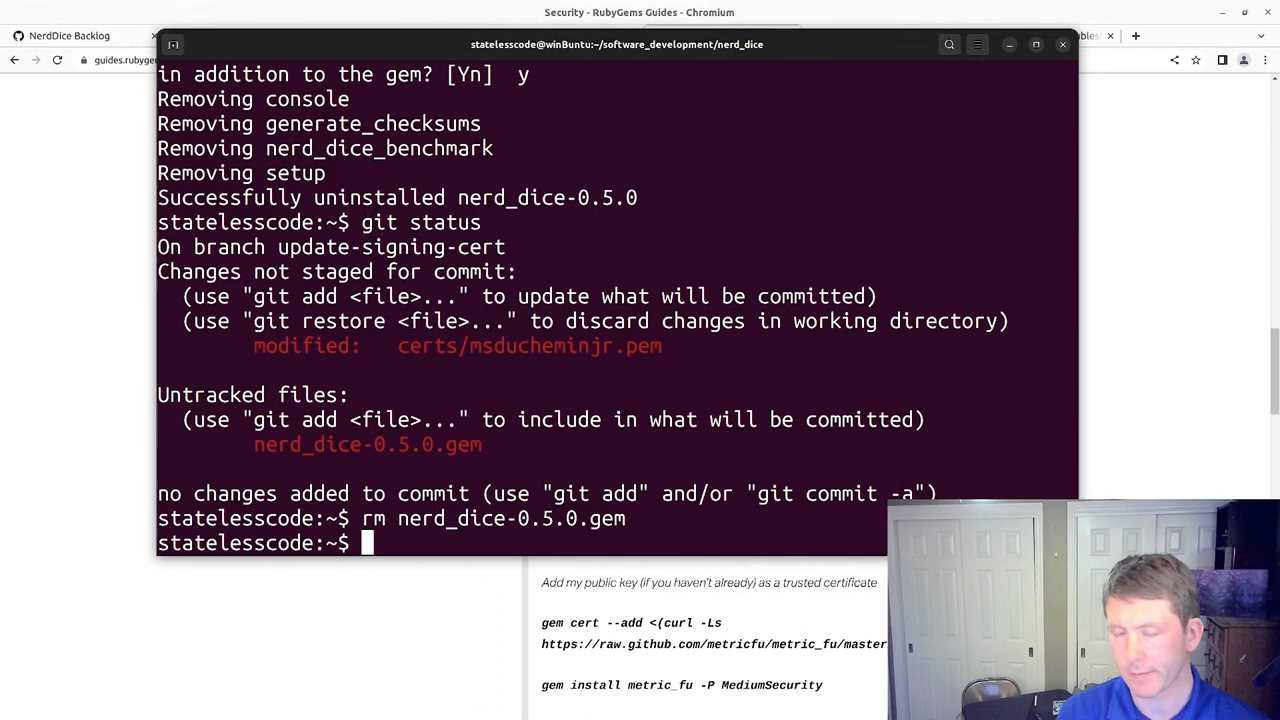 Security - RubyGems Guides - Chromium
NerdDice Backlog
guides.rubygem
statelesscode@winBuntu:~/software_development/nerd_dice
in addition to the gem? [Yn]  y
Removing console
Removing generate_checksums
Removing nerd_dice_benchmark
Removing setup
Successfully uninstalled nerd_dice-0.5.0
statelesscode:~$ git status
On branch update-signing-cert
Changes not staged for commit:
(use "git add <file>..." to update what will be committed)
(use "git restore <file>..." to discard changes in working directory)
modified:   certs/msducheminjr.pem
Untracked files:
(use "git add <file>..." to include in what will be committed)
nerd_dice-0.5.0.gem
no changes added to commit (use "git add" and/or "git commit -a")
statelesscode:~$ rm nerd_dice-0.5.0.gem
statelesscode:~$
Add my public key (if you haven't already) as a trusted certificate
gem cert --add <(curl -Ls
https://raw.github.com/metricfu/metric_fu/master
gem install metric_fu -P MediumSecurity